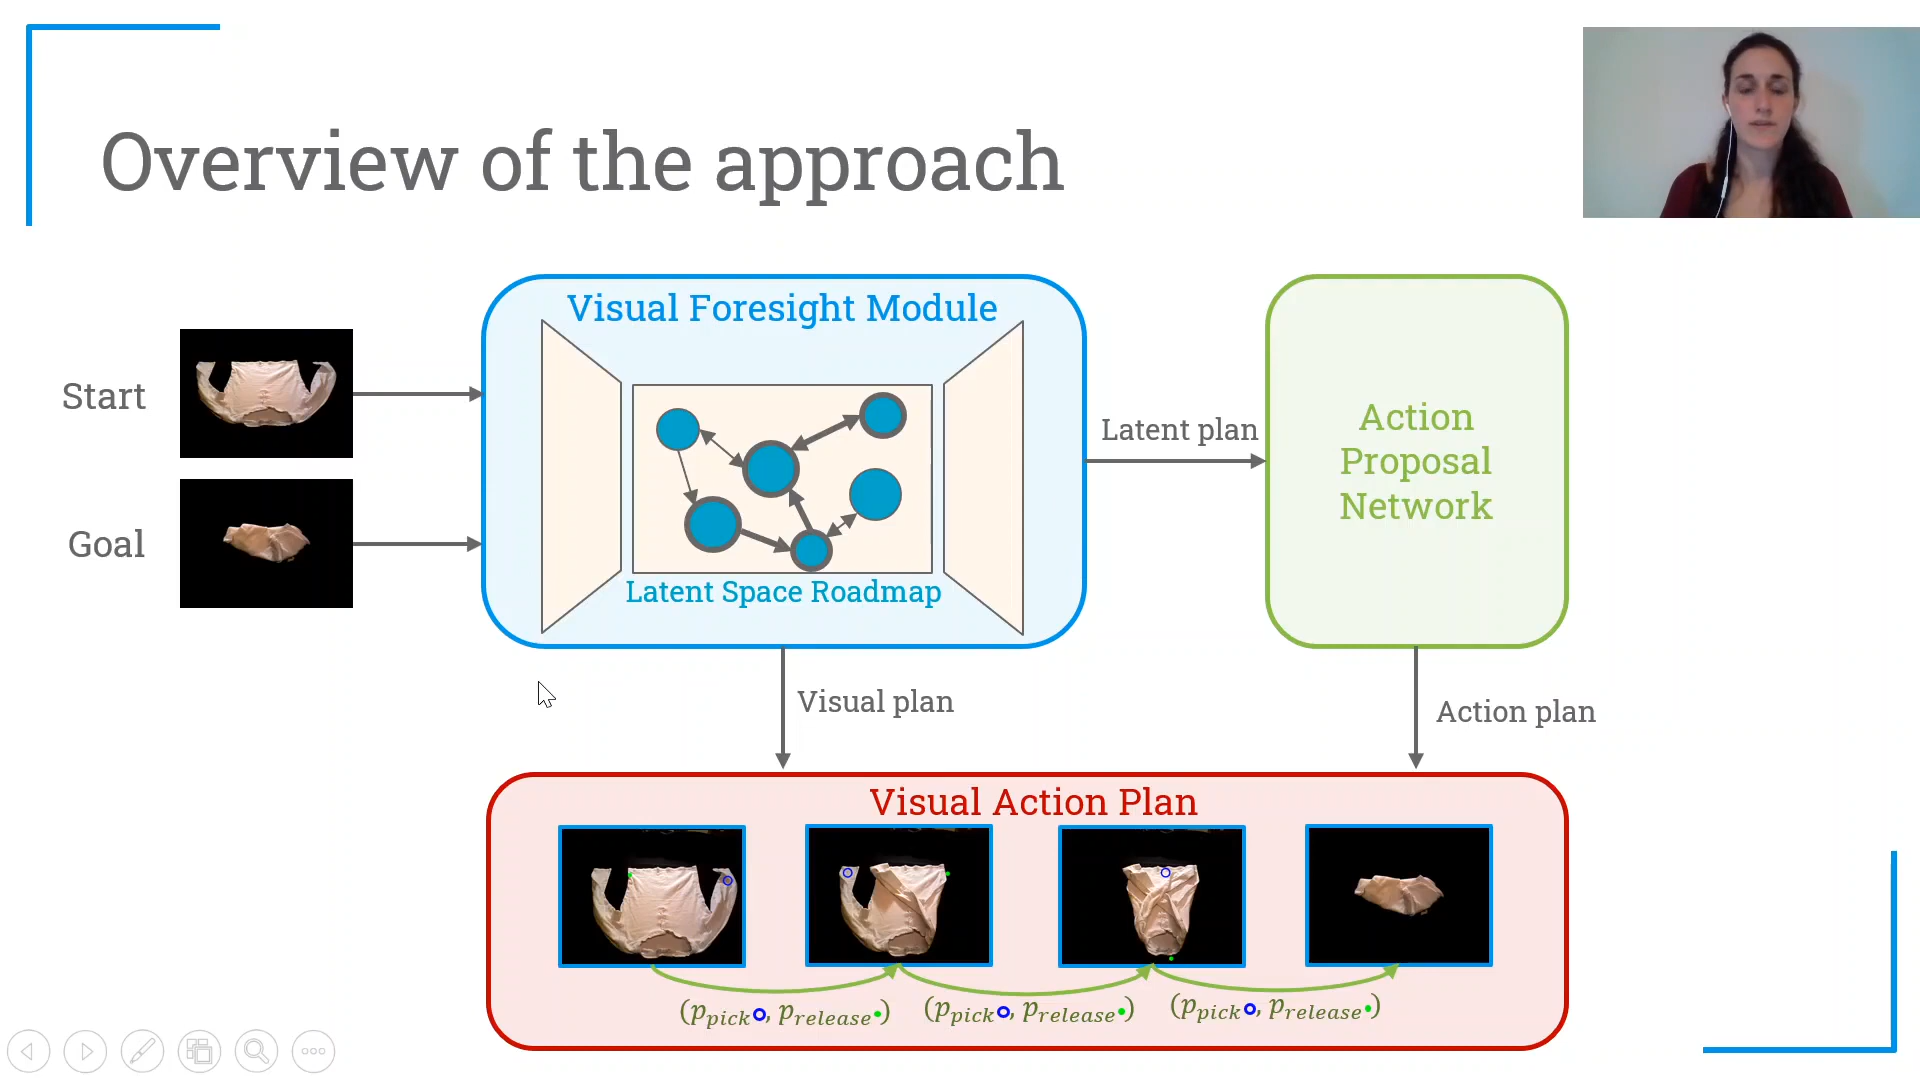 Overview of the approach
Start
Goal
Visual Foresight Module
Latent Space Roadmap
Latent plan
Action
Proposal
Network
Visual plan
Action plan
Visual Action Plan
(p_pick, p_release)
(p_pick, p_release)
(p_pick, p_release)